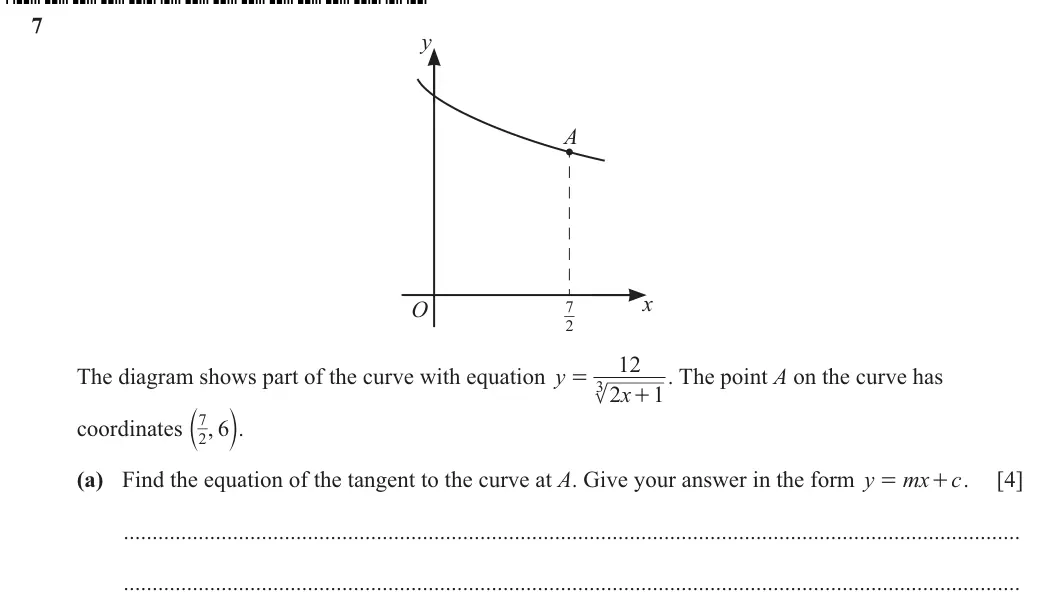 7
y
A
O
7/2
x
The diagram shows part of the curve with equation y = 12/∛(2x+1). The point A on the curve has
coordinates (7/2, 6).
(a) Find the equation of the tangent to the curve at A. Give your answer in the form y = mx+c. [4]